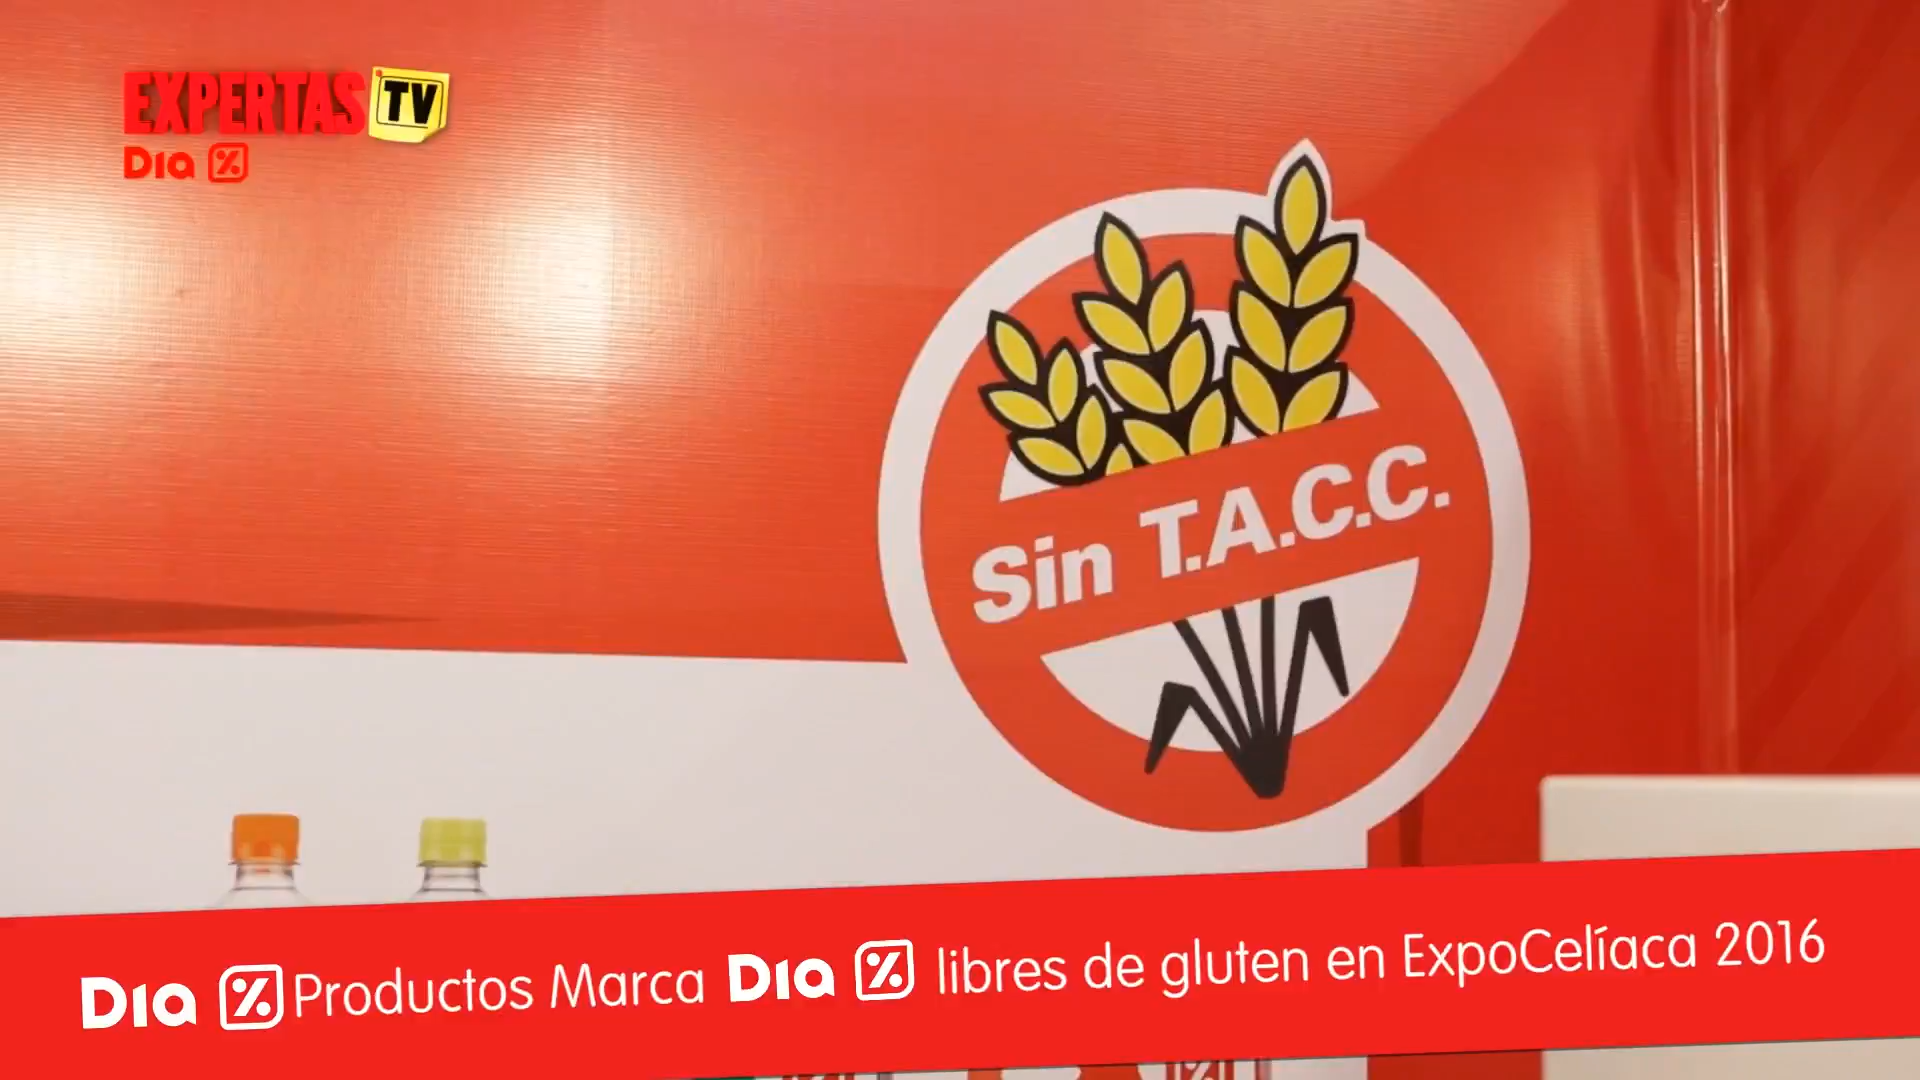 EXPERTAS TV
Dia %
Sin T.A.C.C.
Dia % Productos Marca Dia % libres de gluten en ExpoCelíaca 2016